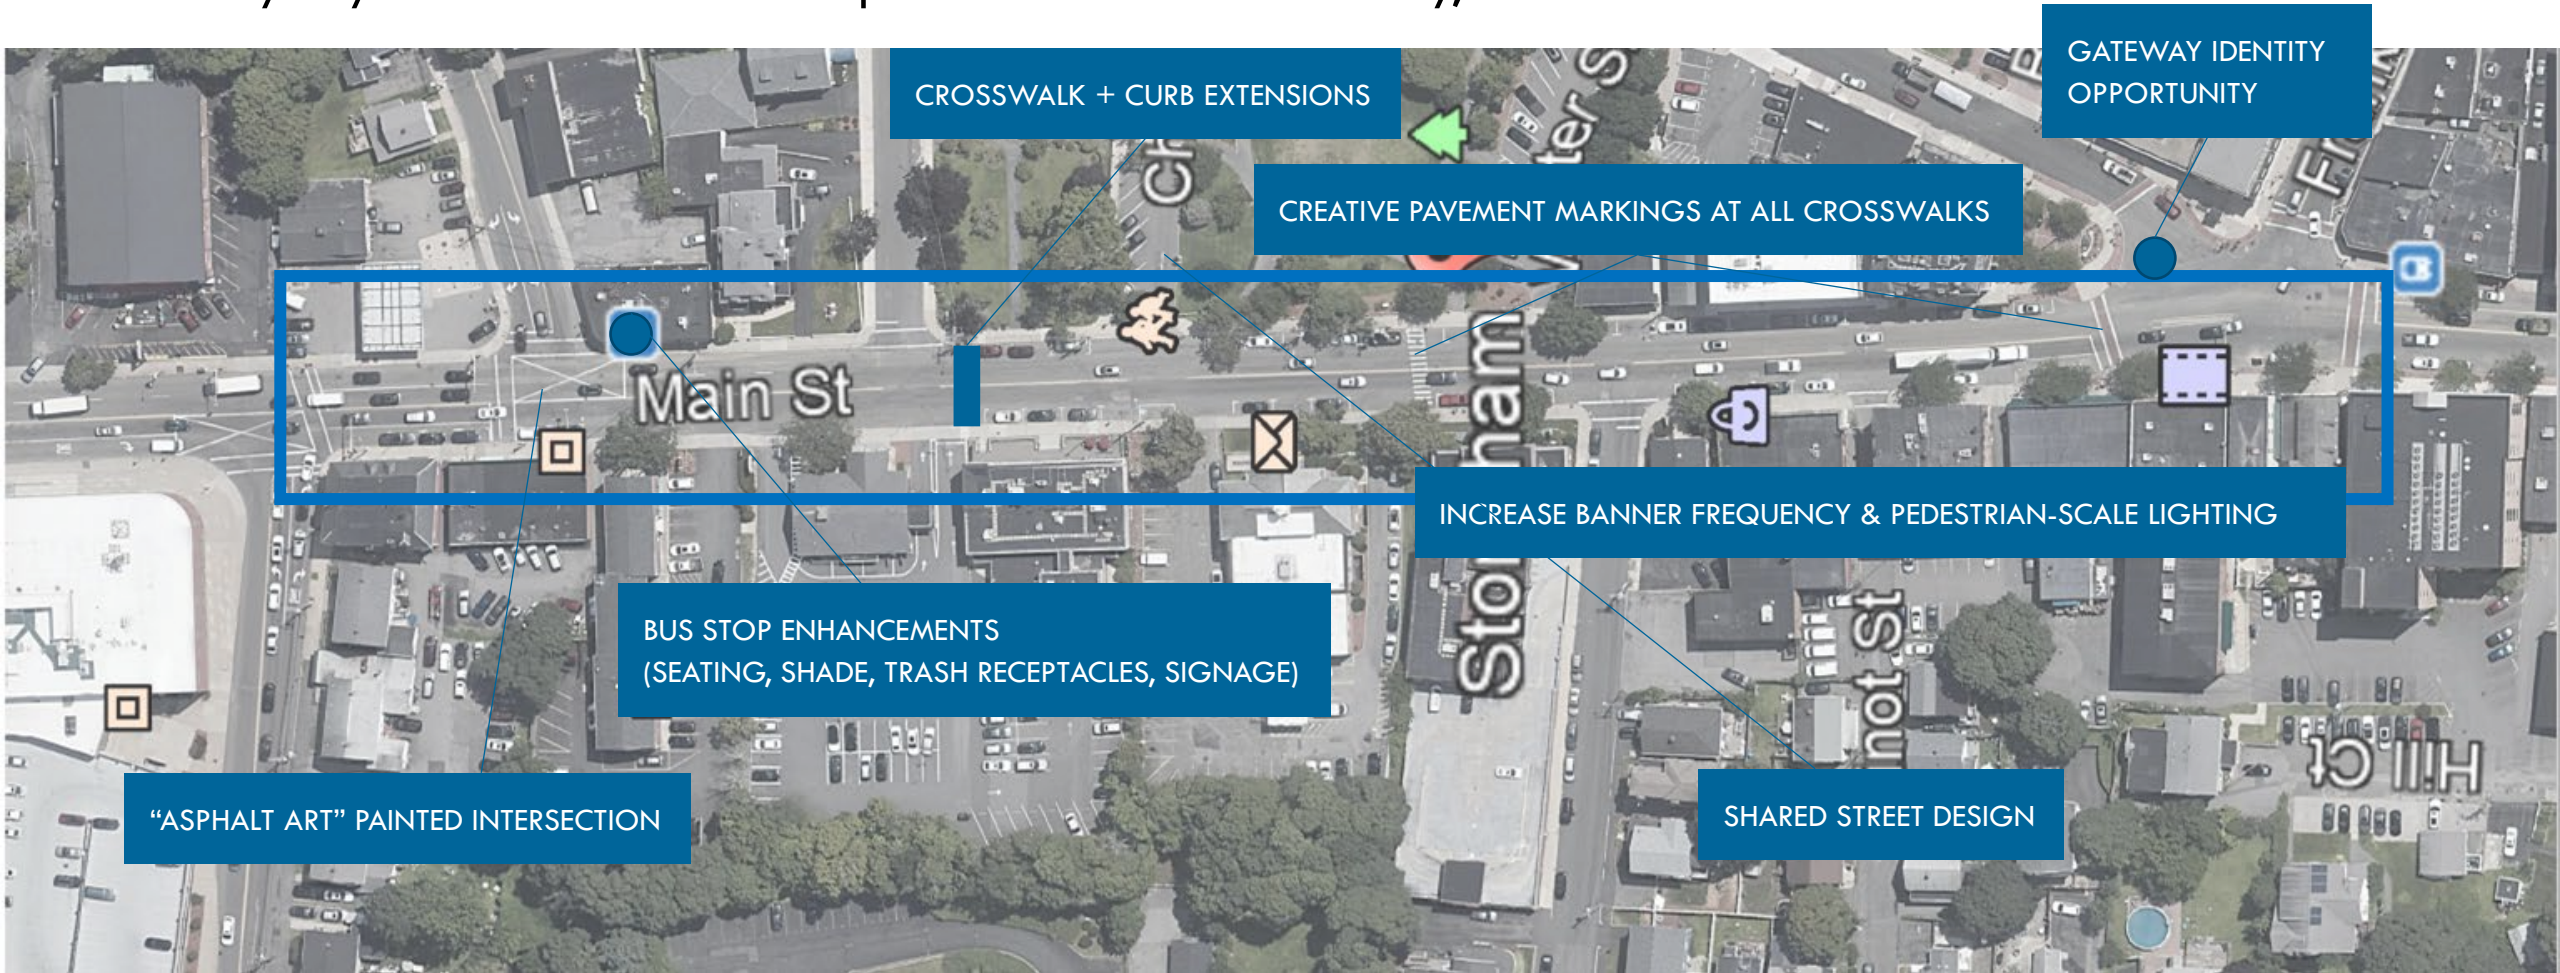 GATEWAY IDENTITY
OPPORTUNITY
CROSSWALK + CURB EXTENSIONS
CREATIVE PAVEMENT MARKINGS AT ALL CROSSWALKS
Main St
INCREASE BANNER FREQUENCY & PEDESTRIAN-SCALE LIGHTING
BUS STOP ENHANCEMENTS
(SEATING, SHADE, TRASH RECEPTACLES, SIGNAGE)
Hill Ct
“ASPHALT ART” PAINTED INTERSECTION
SHARED STREET DESIGN